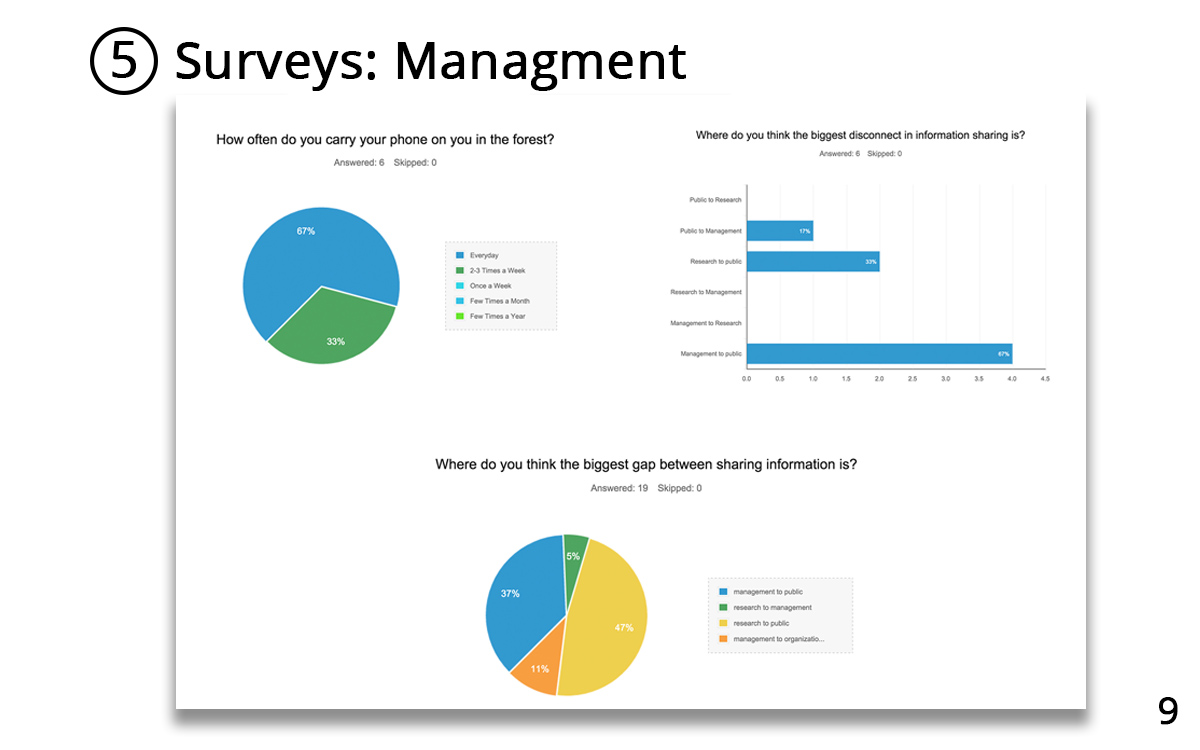 5 Surveys: Managment
How often do you carry your phone on you in the forest?
Answered: 6 Skipped: 0
67%
33%
Everyday
2-3 Times a Week
Once a Week
Few Times a Month
Few Times a Year
Where do you think the biggest disconnect in information sharing is?
Answered: 6 Skipped: 0
Public to Research
Public to Management
17%
Research to public
33%
Research to Management
Management to Research
Management to public
67%
0.0 0.5 1.0 1.5 2.0 2.5 3.0 3.5 4.0 4.5
Where do you think the biggest gap between sharing information is?
Answered: 19 Skipped: 0
5%
37%
47%
11%
management to public
research to management
research to public
management to organizatio...
9